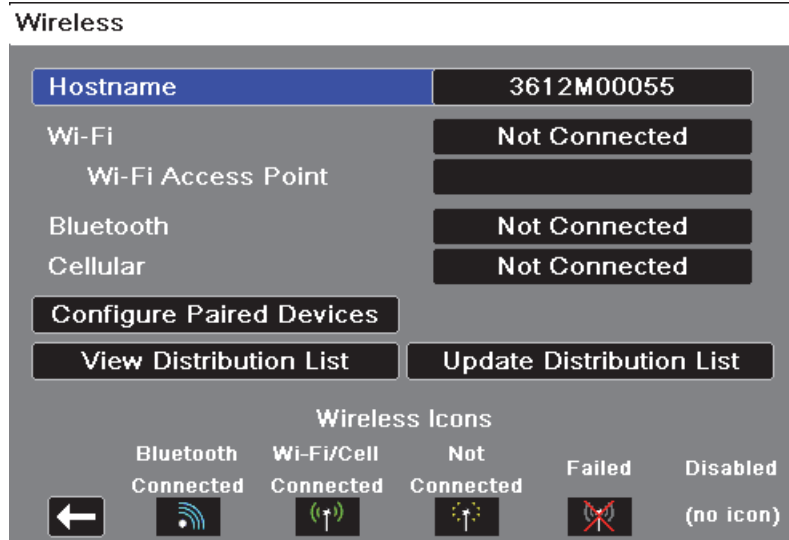 Wireless
Hostname 3612M00055
Wi-Fi Not Connected
Wi-Fi Access Point
Bluetooth Not Connected
Cellular Not Connected
Configure Paired Devices
View Distribution List Update Distribution List
Wireless Icons
Bluetooth Connected Wi-Fi/Cell Connected Not Connected Failed Disabled
(no icon)